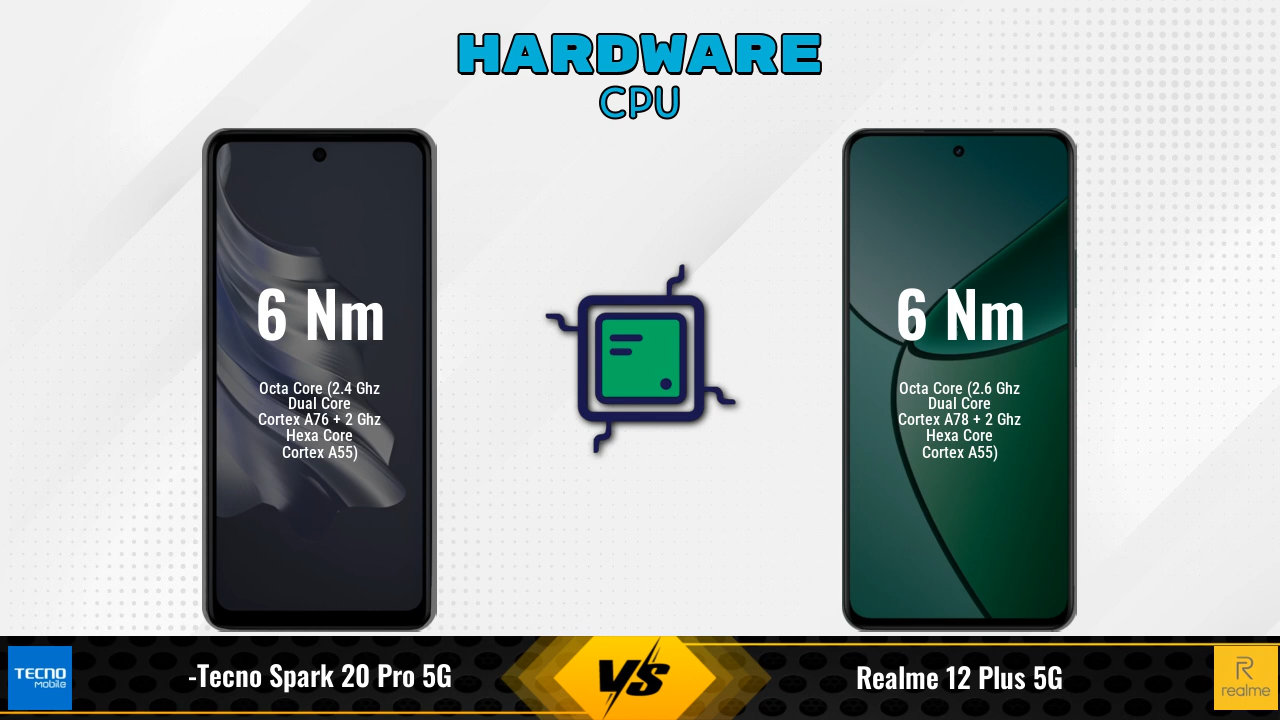 HARDWARE
CPU
6 Nm
Octa Core (2.4 Ghz
Dual Core
Cortex A76 + 2 Ghz
Hexa Core
Cortex A55)
6 Nm
Octa Core (2.6 Ghz
Dual Core
Cortex A78 + 2 Ghz
Hexa Core
Cortex A55)
TECNO
mobile
-Tecno Spark 20 Pro 5G
VS
Realme 12 Plus 5G
R
realme